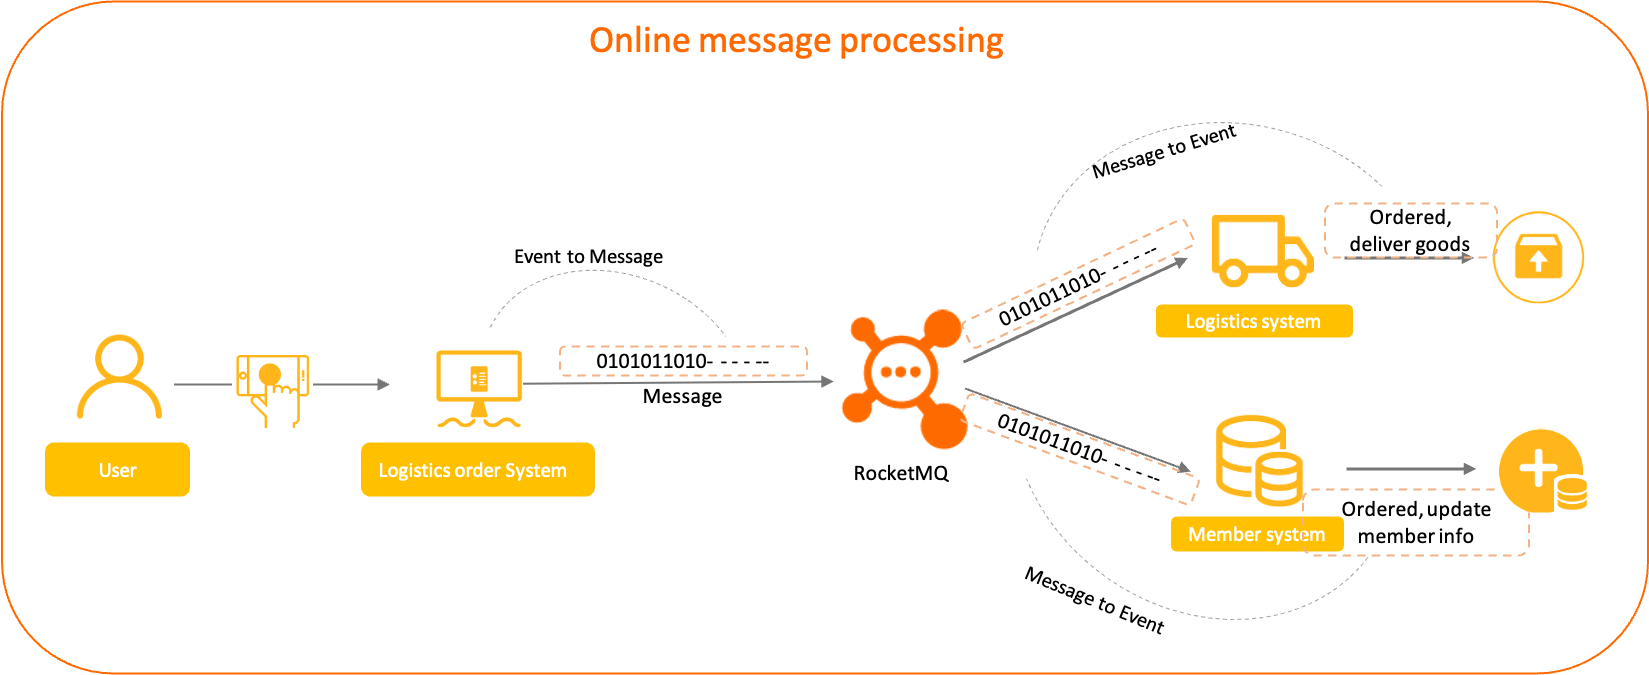 Online message processing
Message to Event
Ordered,
deliver goods
0101011010- - - - - --
Logistics system
Event to Message
0101011010- - - - - --
Message
RocketMQ
User
Logistics order System
0101011010- - - - - --
Member system
Ordered, update
member info
Message to Event